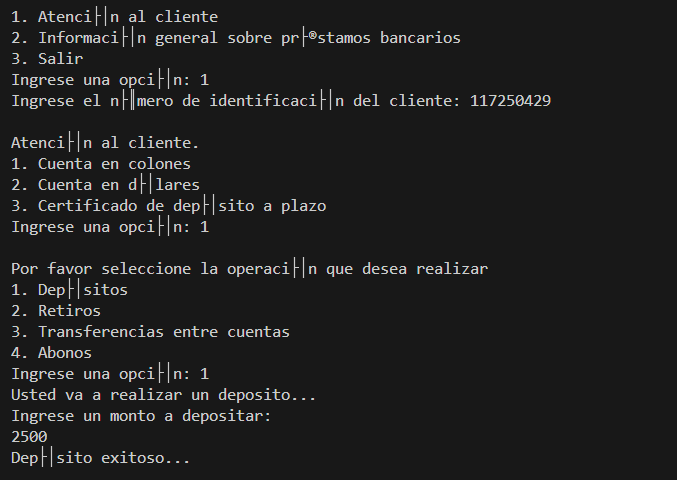 1. Atenci├│n al cliente
2. Informaci├│n general sobre pr├®stamos bancarios
3. Salir
Ingrese una opci├│n: 1
Ingrese el n├║mero de identificaci├│n del cliente: 117250429
Atenci├│n al cliente.
1. Cuenta en colones
2. Cuenta en d├│lares
3. Certificado de dep├│sito a plazo
Ingrese una opci├│n: 1
Por favor seleccione la operaci├│n que desea realizar
1. Dep├│sitos
2. Retiros
3. Transferencias entre cuentas
4. Abonos
Ingrese una opci├│n: 1
Usted va a realizar un deposito...
Ingrese un monto a depositar:
2500
Dep├│sito exitoso...